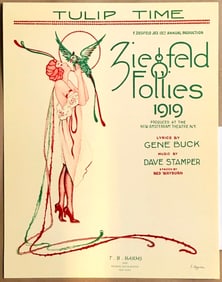 TULIP TIME
F. ZIEGFELD JR'S 13th ANNUAL PRODUCTION
Ziegfeld
Follies
1919
PRODUCED AT THE
NEW AMSTERDAM THEATRE N.Y.
LYRICS BY
GENE BUCK
MUSIC BY
DAVE STAMPER
STAGED BY
NED WAYBURN
T. B. HARMS
NEW YORK